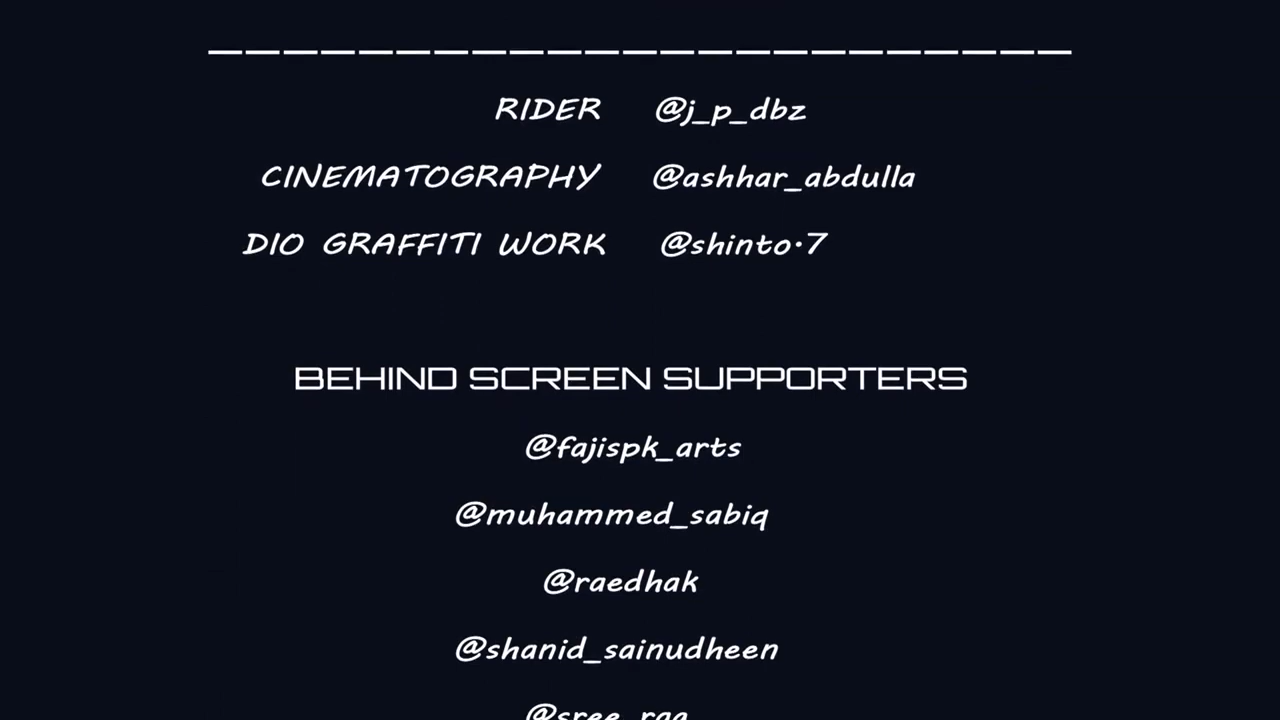 RIDER @j_p_dbz
CINEMATOGRAPHY @ashhar_abdulla
DIO GRAFFITI WORK @shinto•7
BEHIND SCREEN SUPPORTERS
@fajispk_arts
@muhammed_sabiq
@raedhak
@shanid_sainudheen